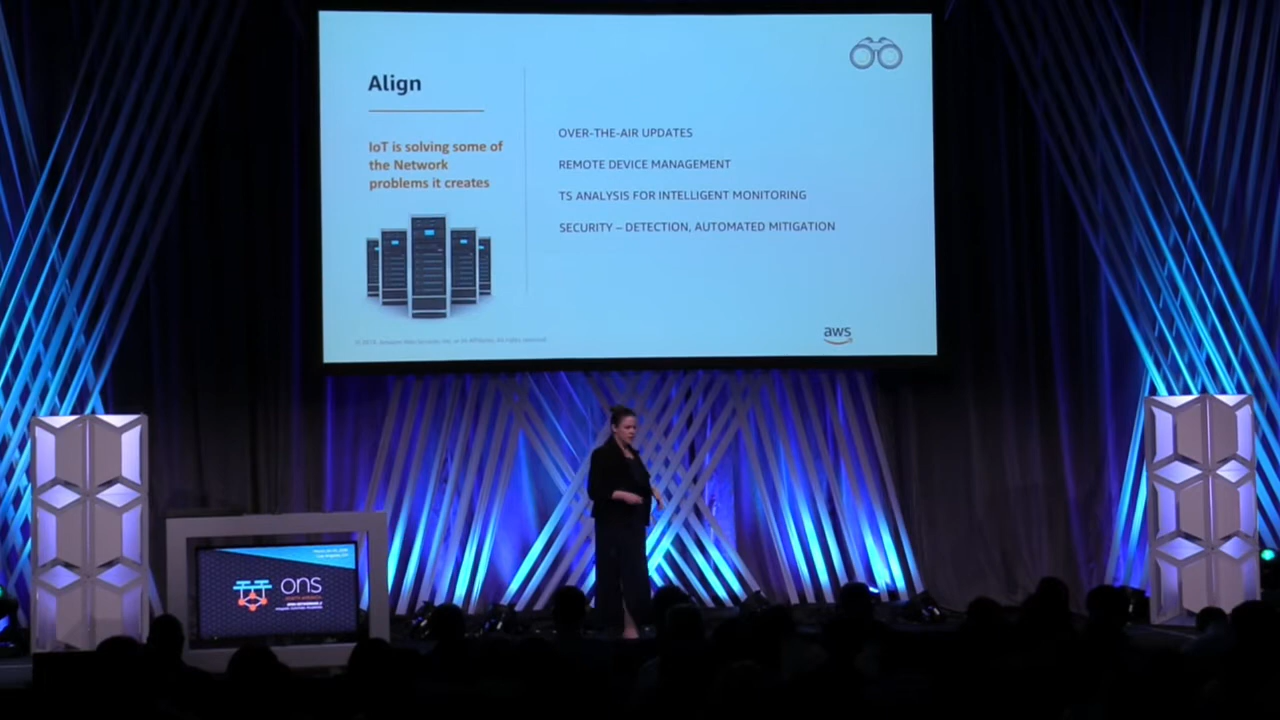 Align
IoT is solving some of
the Network
problems it creates
OVER-THE-AIR UPDATES
REMOTE DEVICE MANAGEMENT
TS ANALYSIS FOR INTELLIGENT MONITORING
SECURITY – DETECTION, AUTOMATED MITIGATION
aws
ons